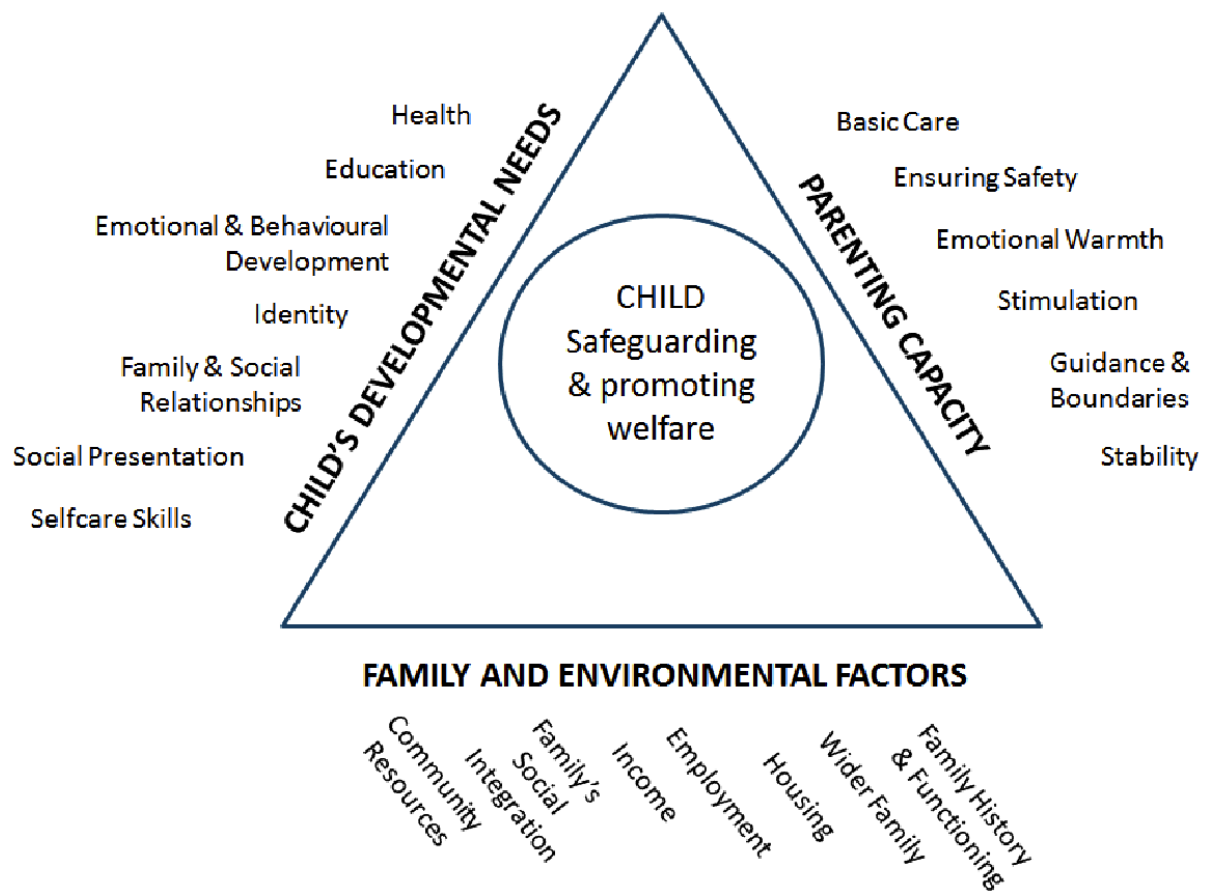 Health
Education
Emotional & Behavioural
Development
Identity
Family & Social
Relationships
Social Presentation
Selfcare Skills
CHILD'S DEVELOPMENTAL NEEDS
CHILD
Safeguarding
& promoting
welfare
PARENTING CAPACITY
Basic Care
Ensuring Safety
Emotional Warmth
Stimulation
Guidance &
Boundaries
Stability
FAMILY AND ENVIRONMENTAL FACTORS
Community
Resources
Family's
Social
Integration
Income
Employment
Housing
Wider Family
Family History
& Functioning